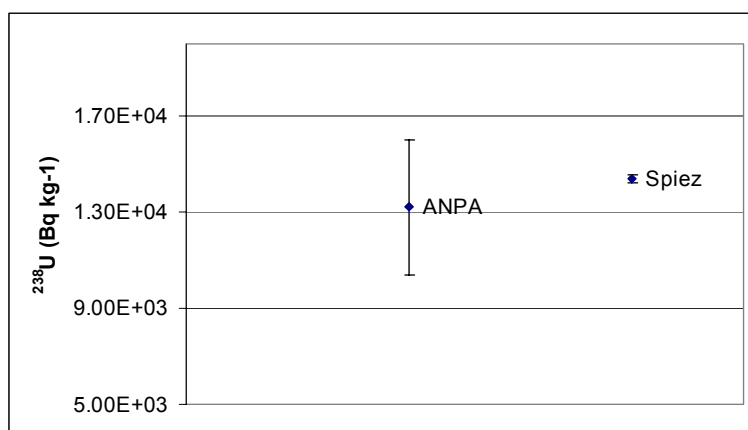 1.70E+04
Spiez
ANPA
1.30E+04
²³⁸U (Bq kg-1)
9.00E+03
5.00E+03